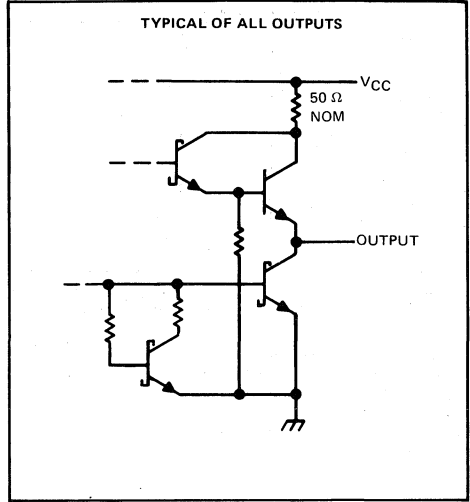 TYPICAL OF ALL OUTPUTS
VCC
50 Ω
NOM
OUTPUT